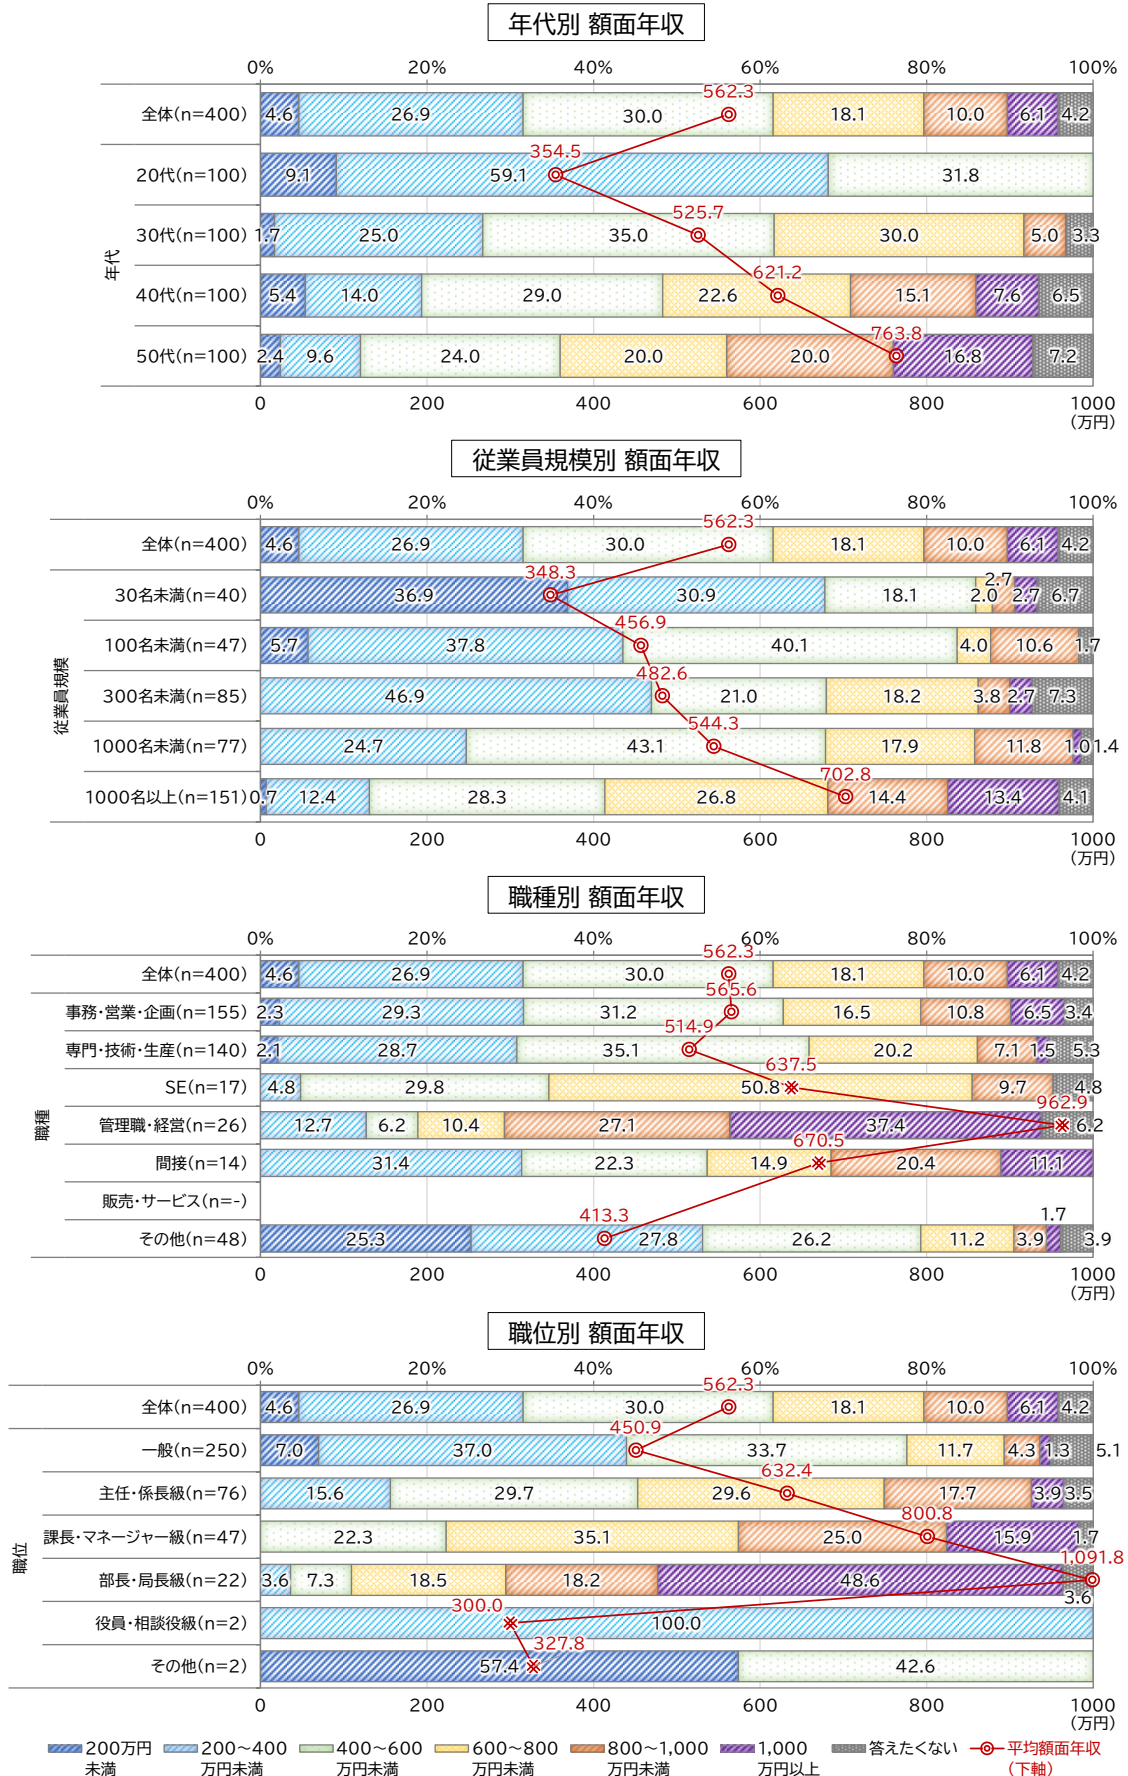 年代別 額面年収
0% 20% 40% 60% 80% 100%
562.3
全体(n=400) 4.6 26.9 30.0 18.1 10.0 6.1 4.2
354.5
20代(n=100) 9.1 59.1 31.8
525.7
30代(n=100) 1.7 25.0 35.0 30.0 5.0 3.3
年代
621.2
40代(n=100) 5.4 14.0 29.0 22.6 15.1 7.6 6.5
763.8
50代(n=100) 2.4 9.6 24.0 20.0 20.0 16.8 7.2
0 200 400 600 800 1000
(万円)
従業員規模別 額面年収
0% 20% 40% 60% 80% 100%
562.3
全体(n=400) 4.6 26.9 30.0 18.1 10.0 6.1 4.2
348.3
30名未満(n=40) 36.9 30.9 18.1 2.0 2.7 2.7 6.7
456.9
100名未満(n=47) 5.7 37.8 40.1 4.0 10.6 1.7
従業員規模
482.6
300名未満(n=85) 46.9 21.0 18.2 3.8 2.7 7.3
544.3
1000名未満(n=77) 24.7 43.1 17.9 11.8 1.0 1.4
702.8
1000名以上(n=151) 0.7 12.4 28.3 26.8 14.4 13.4 4.1
0 200 400 600 800 1000
(万円)
職種別 額面年収
0% 20% 40% 60% 80% 100%
562.3
全体(n=400) 4.6 26.9 30.0 18.1 10.0 6.1 4.2
565.6
事務・営業・企画(n=155) 2.3 29.3 31.2 16.5 10.8 6.5 3.4
514.9
専門・技術・生産(n=140) 2.1 28.7 35.1 20.2 7.1 1.5 5.3
637.5
SE(n=17) 4.8 29.8 50.8 9.7 4.8
職種
962.9
管理職・経営(n=26) 12.7 6.2 10.4 27.1 37.4 6.2
670.5
間接(n=14) 31.4 22.3 14.9 20.4 11.1
販売・サービス(n=-)
413.3 1.7
その他(n=48) 25.3 27.8 26.2 11.2 3.9 3.9
0 200 400 600 800 1000
(万円)
職位別 額面年収
0% 20% 40% 60% 80% 100%
562.3
全体(n=400) 4.6 26.9 30.0 18.1 10.0 6.1 4.2
450.9
一般(n=250) 7.0 37.0 33.7 11.7 4.3 1.3 5.1
632.4
主任・係長級(n=76) 15.6 29.7 29.6 17.7 3.9 3.5
800.8
課長・マネージャー級(n=47) 22.3 35.1 25.0 15.9 1.7
職位
1,091.8
部長・局長級(n=22) 3.6 7.3 18.5 18.2 48.6 3.6
300.0
役員・相談役級(n=2) 100.0
327.8
その他(n=2) 57.4 42.6
0 200 400 600 800 1000
(万円)
200万円 200〜400 400〜600 600〜800 800〜1,000 1,000 答えたくない 平均額面年収
未満 万円未満 万円未満 万円未満 万円未満 万円以上 (下軸)